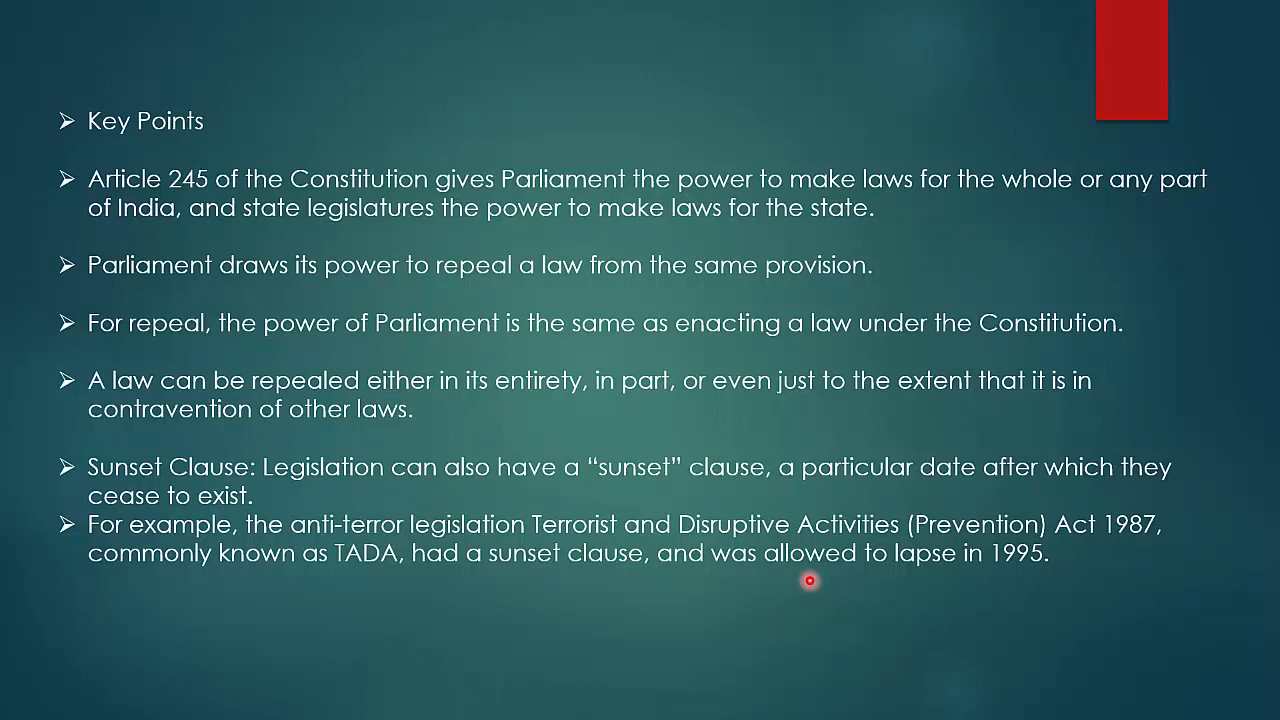 ➢ Key Points
➢ Article 245 of the Constitution gives Parliament the power to make laws for the whole or any part
of India, and state legislatures the power to make laws for the state.
➢ Parliament draws its power to repeal a law from the same provision.
➢ For repeal, the power of Parliament is the same as enacting a law under the Constitution.
➢ A law can be repealed either in its entirety, in part, or even just to the extent that it is in
contravention of other laws.
➢ Sunset Clause: Legislation can also have a “sunset” clause, a particular date after which they
cease to exist.
➢ For example, the anti-terror legislation Terrorist and Disruptive Activities (Prevention) Act 1987,
commonly known as TADA, had a sunset clause, and was allowed to lapse in 1995.